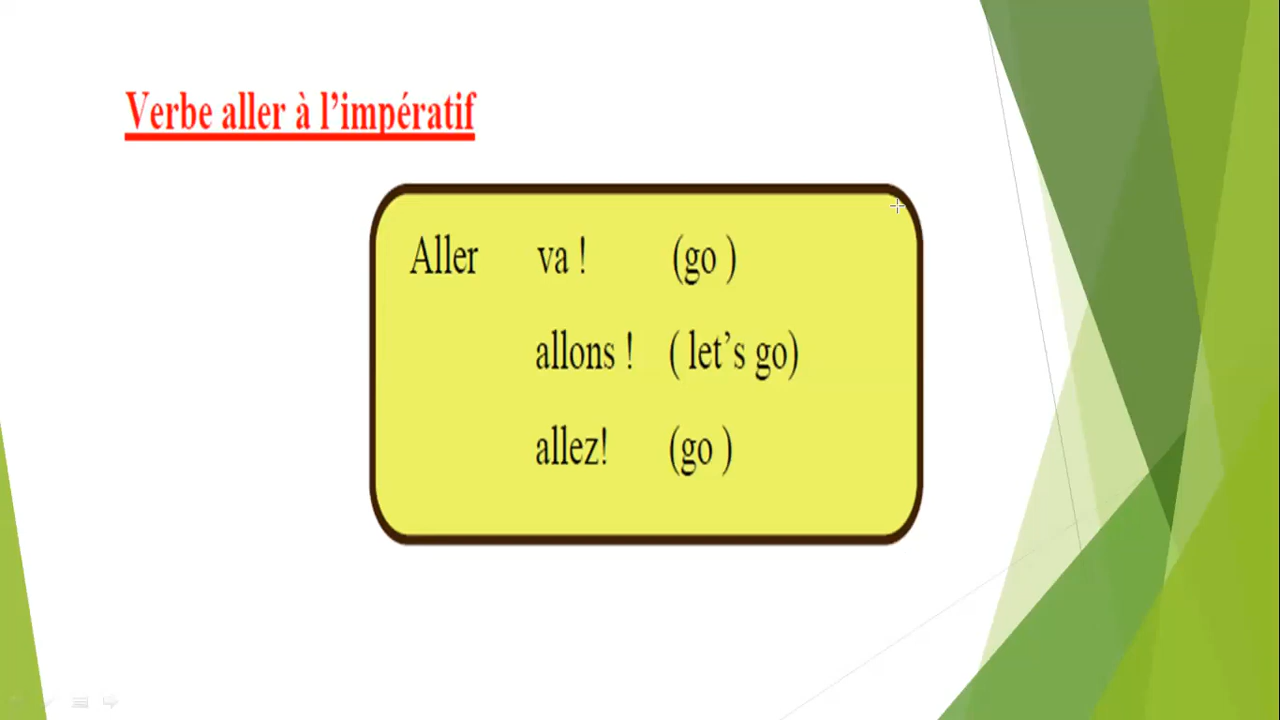 Verbe aller à l’impératif
Aller va ! (go )
allons ! ( let’s go)
allez! (go )